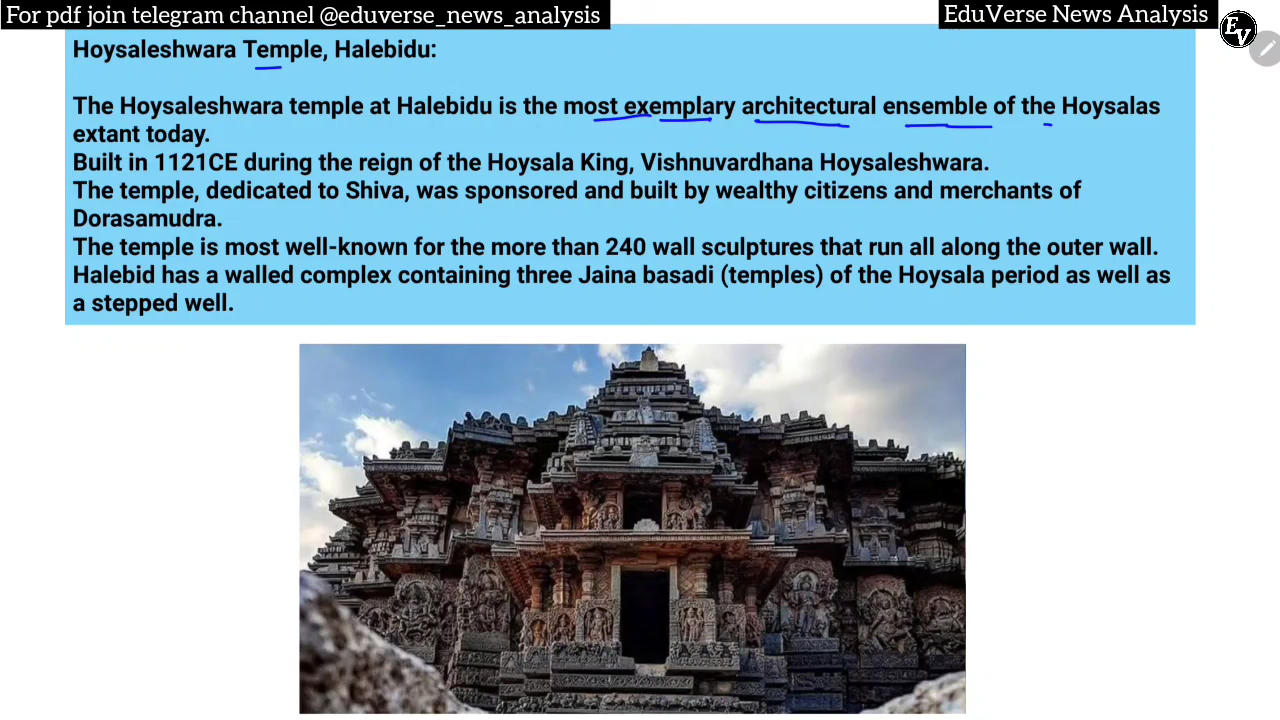 For pdf join telegram channel @eduverse_news_analysis
EduVerse News Analysis
EV
Hoysaleshwara Temple, Halebidu:
The Hoysaleshwara temple at Halebidu is the most exemplary architectural ensemble of the Hoysalas
extant today.
Built in 1121CE during the reign of the Hoysala King, Vishnuvardhana Hoysaleshwara.
The temple, dedicated to Shiva, was sponsored and built by wealthy citizens and merchants of
Dorasamudra.
The temple is most well-known for the more than 240 wall sculptures that run all along the outer wall.
Halebid has a walled complex containing three Jaina basadi (temples) of the Hoysala period as well as
a stepped well.